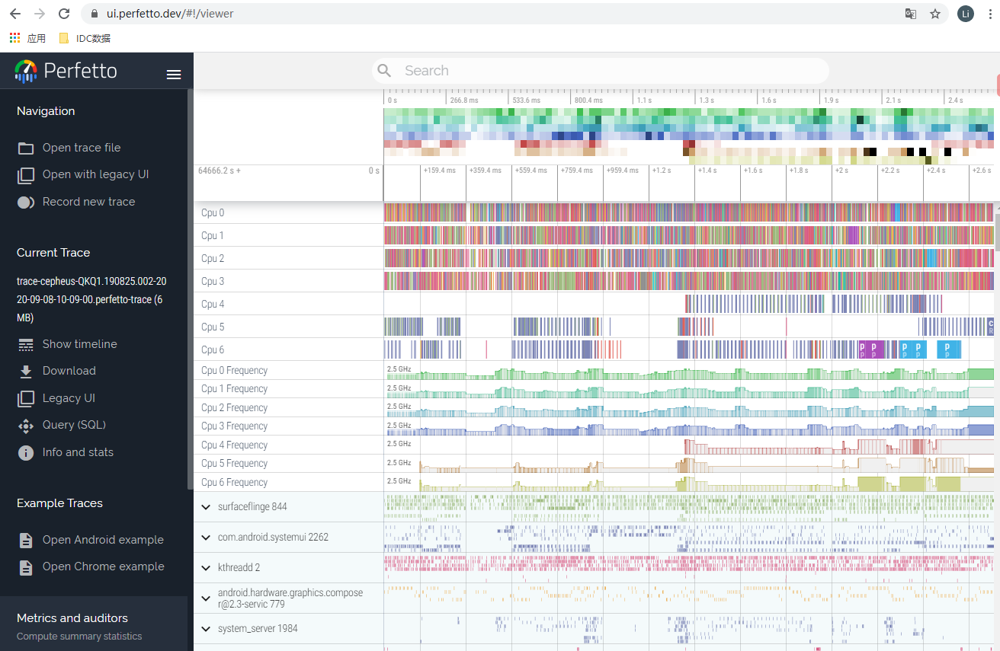 ui.perfetto.dev/#!/viewer
Li
应用
IDC数据
Perfetto
Search
Navigation
Open trace file
Open with legacy UI
Record new trace
Current Trace
trace-cepheus-QKQ1.190825.002-20
20-09-08-10-09-00.perfetto-trace (6
MB)
Show timeline
Download
Legacy UI
Query (SQL)
Info and stats
Example Traces
Open Android example
Open Chrome example
Metrics and auditors
Compute summary statistics
0 s 266.8 ms 533.6 ms 800.4 ms 1.1 s 1.3 s 1.6 s 1.9 s 2.1 s 2.4 s
64666.2 s + 0 s +159.4 ms +359.4 ms +559.4 ms +759.4 ms +959.4 ms +1.2 s +1.4 s +1.6 s +1.8 s +2 s +2.2 s +2.4 s +2.6 s
Cpu 0
Cpu 1
Cpu 2
Cpu 3
Cpu 4
Cpu 5 C
R
Cpu 6 p p p p p
p p p p p
Cpu 0 Frequency 2.5 GHz
Cpu 1 Frequency 2.5 GHz
Cpu 2 Frequency 2.5 GHz
Cpu 3 Frequency 2.5 GHz
Cpu 4 Frequency 2.5 GHz
Cpu 5 Frequency 2.5 GHz
Cpu 6 Frequency 2.5 GHz
surfaceflinge 844
com.android.systemui 2262
kthreadd 2
android.hardware.graphics.compose
r@2.3-servic 779
system_server 1984